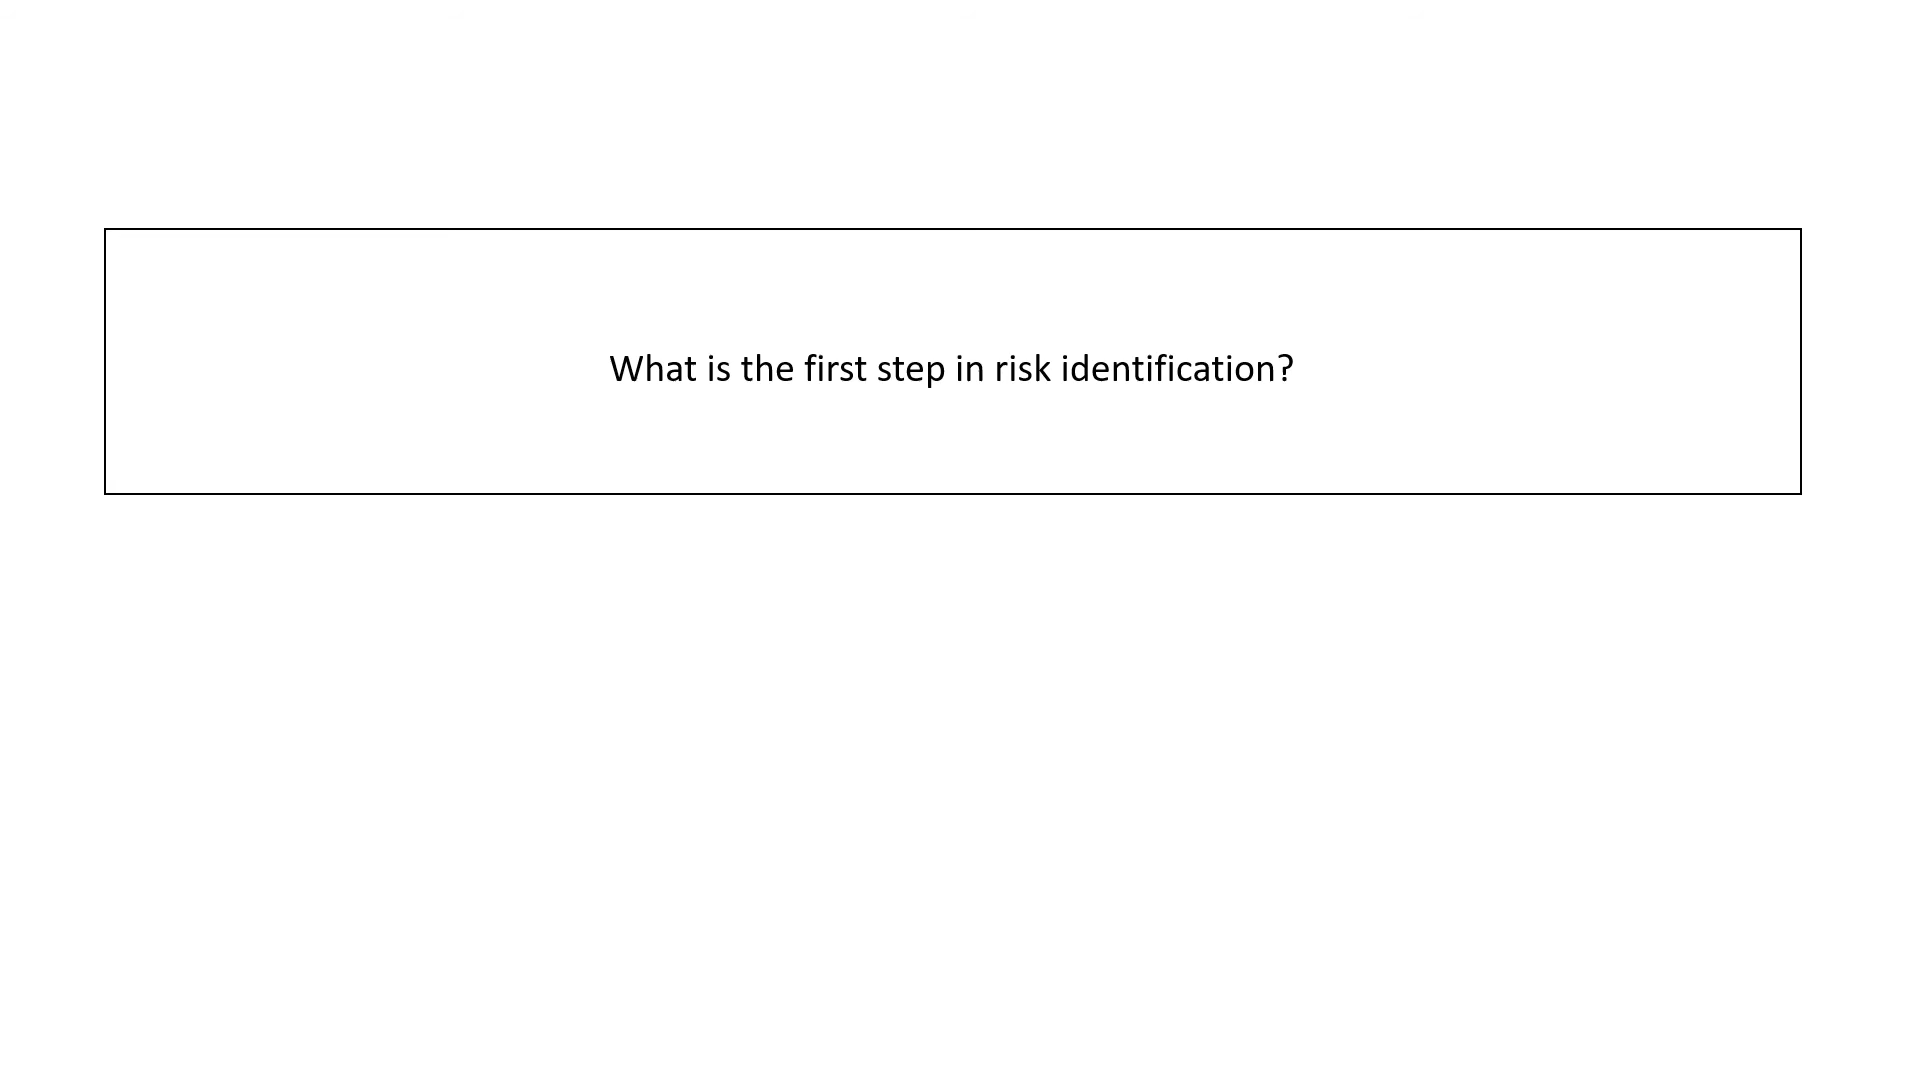 What is the first step in risk identification?